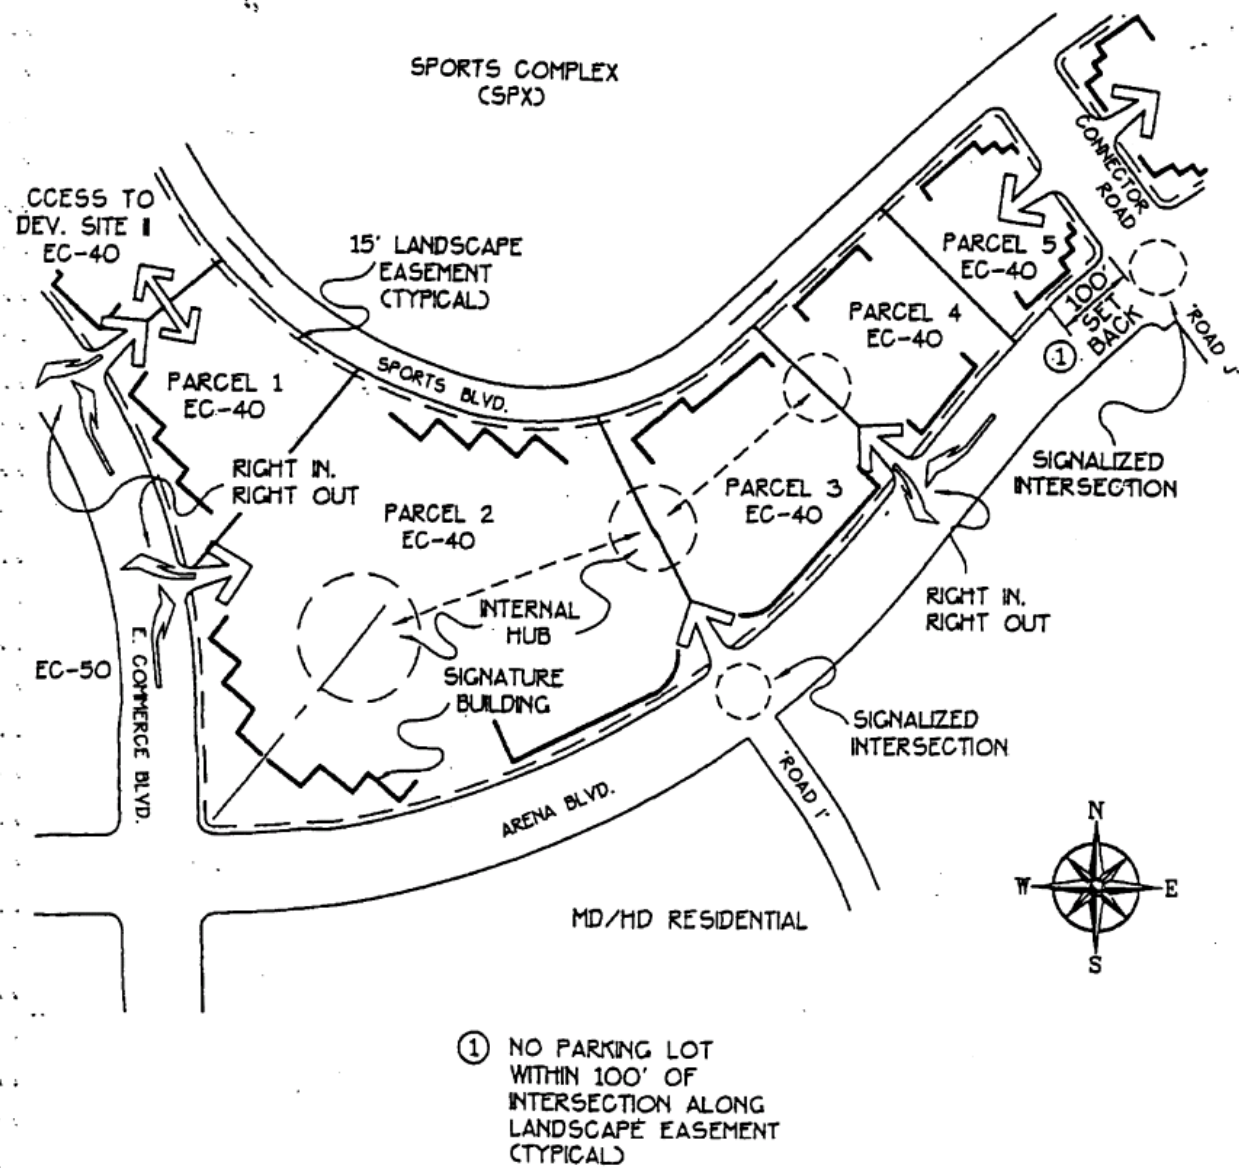 SPORTS COMPLEX
(SPX)
CCESS TO
DEV. SITE II
EC-40
15' LANDSCAPE
EASEMENT
(TYPICAL)
CONNECTOR
ROAD
PARCEL 5
EC-40
100'
SET
BACK
1
'ROAD
PARCEL 4
EC-40
PARCEL 1
EC-40
SPORTS BLVD.
RIGHT IN.
RIGHT OUT
SIGNALIZED
INTERSECTION
PARCEL 2
EC-40
PARCEL 3
EC-40
RIGHT IN.
RIGHT OUT
INTERNAL
HUB
EC-50
E. COMMERCE BLVD.
SIGNATURE
BUILDING
SIGNALIZED
INTERSECTION
ARENA BLVD.
'ROAD 1'
MD/HD RESIDENTIAL
N
W
E
S
1 NO PARKING LOT
WITHIN 100' OF
INTERSECTION ALONG
LANDSCAPE EASEMENT
(TYPICAL)